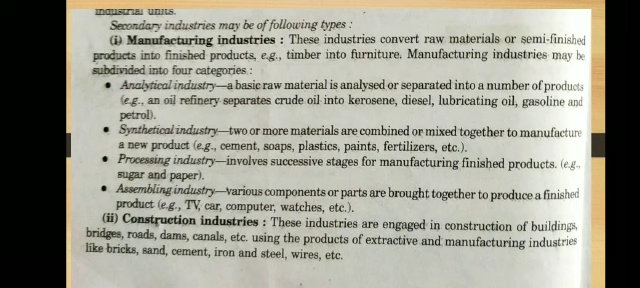 industrial units.
Secondary industries may be of following types :
(i) Manufacturing industries : These industries convert raw materials or semi-finished
products into finished products, e.g., timber into furniture. Manufacturing industries may be
subdivided into four categories :
• Analytical industry—a basic raw material is analysed or separated into a number of products
(e.g., an oil refinery separates crude oil into kerosene, diesel, lubricating oil, gasoline and
petrol).
• Synthetical industry—two or more materials are combined or mixed together to manufacture
a new product (e.g., cement, soaps, plastics, paints, fertilizers, etc.).
• Processing industry—involves successive stages for manufacturing finished products. (e.g.,
sugar and paper).
• Assembling industry—various components or parts are brought together to produce a finished
product (e.g., TV, car, computer, watches, etc.).
(ii) Construction industries : These industries are engaged in construction of buildings,
bridges, roads, dams, canals, etc. using the products of extractive and manufacturing industries
like bricks, sand, cement, iron and steel, wires, etc.